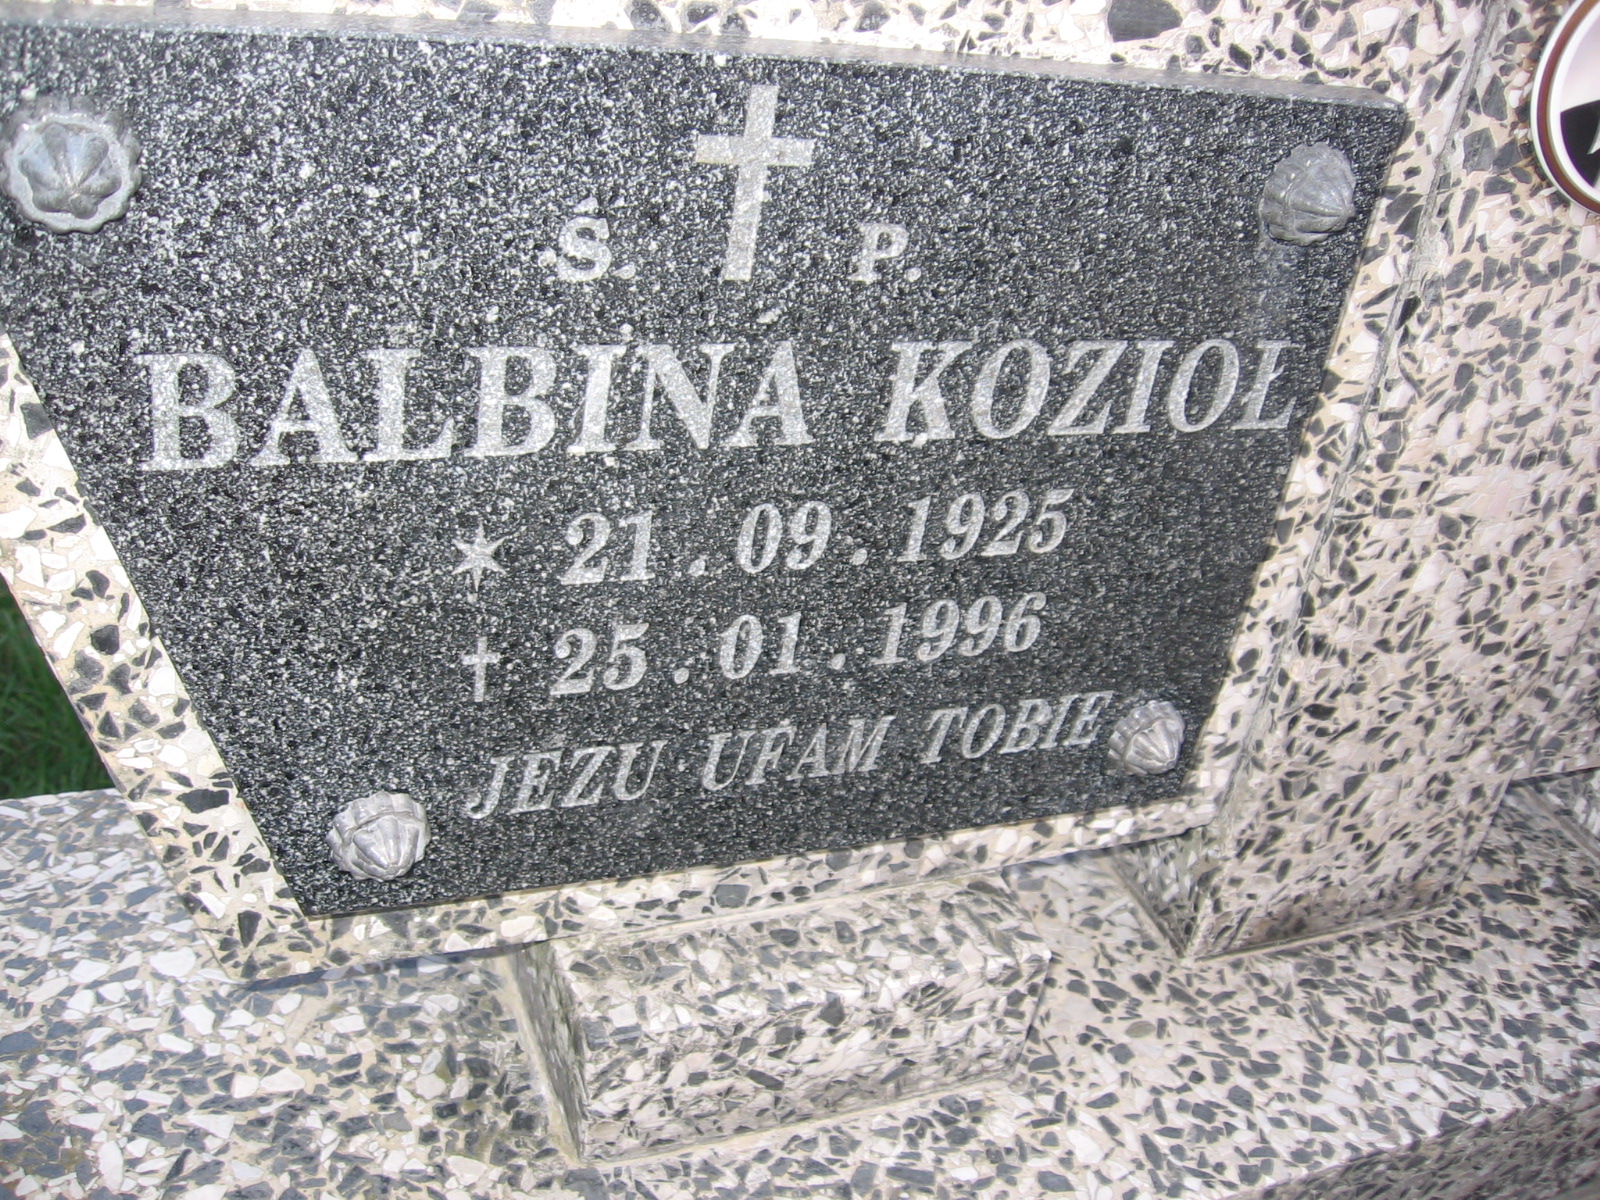 Ś. P.
BALBINA KOZIOŁ
21.09.1925
25.01.1996
JEZU UFAM TOBIE